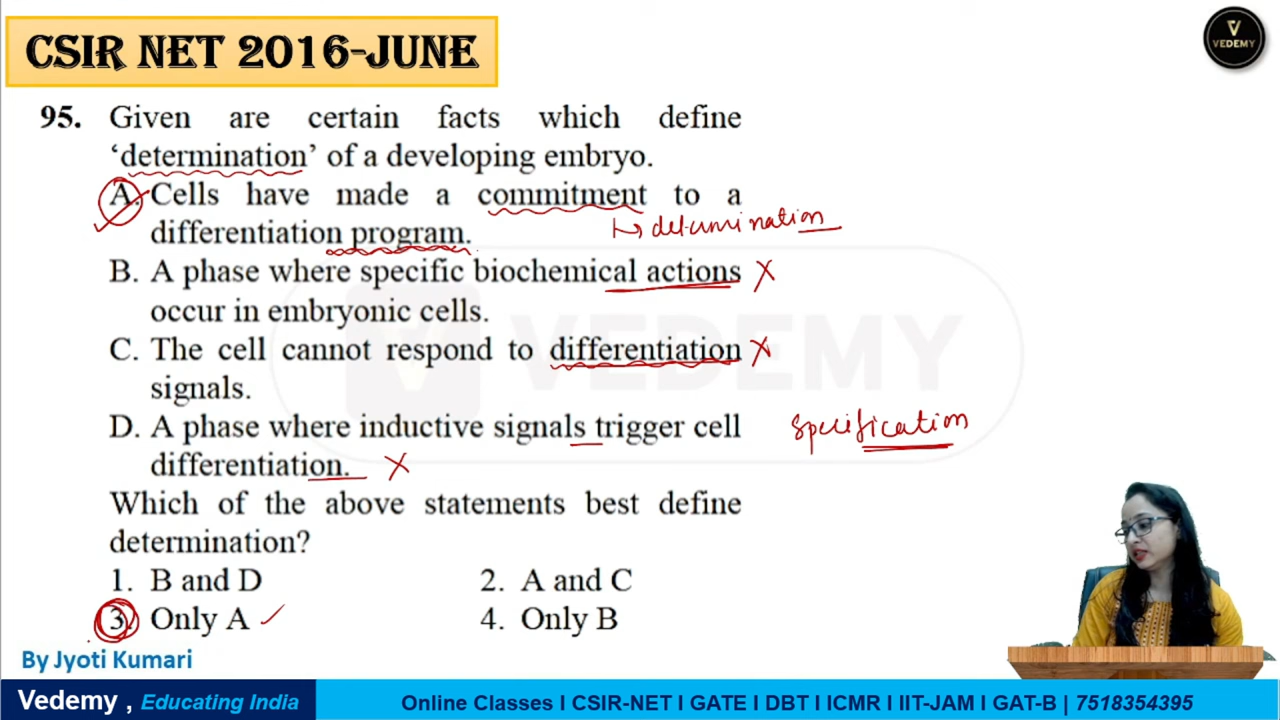 CSIR NET 2016-JUNE
VEDEMY
95. Given are certain facts which define
‘determination’ of a developing embryo.
A. Cells have made a commitment to a
differentiation program.
↳ determination
B. A phase where specific biochemical actions X
occur in embryonic cells.
C. The cell cannot respond to differentiation X
signals.
D. A phase where inductive signals trigger cell
differentiation. X
specification
VEDEMY
Which of the above statements best define
determination?
1. B and D 2. A and C
3. Only A ✓ 4. Only B
By Jyoti Kumari
Vedemy , Educating India
Online Classes I CSIR-NET I GATE I DBT I ICMR I IIT-JAM I GAT-B | 7518354395